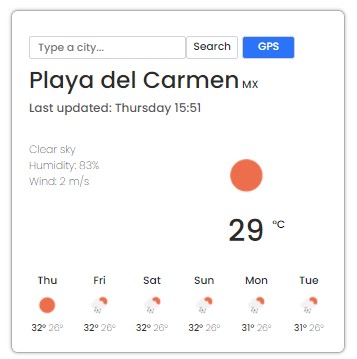 Type a city... Search GPS
Playa del Carmen MX
Last updated: Thursday 15:51
Clear sky
Humidity: 83%
Wind: 2 m/s
29 °C
Thu Fri Sat Sun Mon Tue
32° 26° 32° 26° 32° 26° 32° 26° 31° 26° 31° 26°